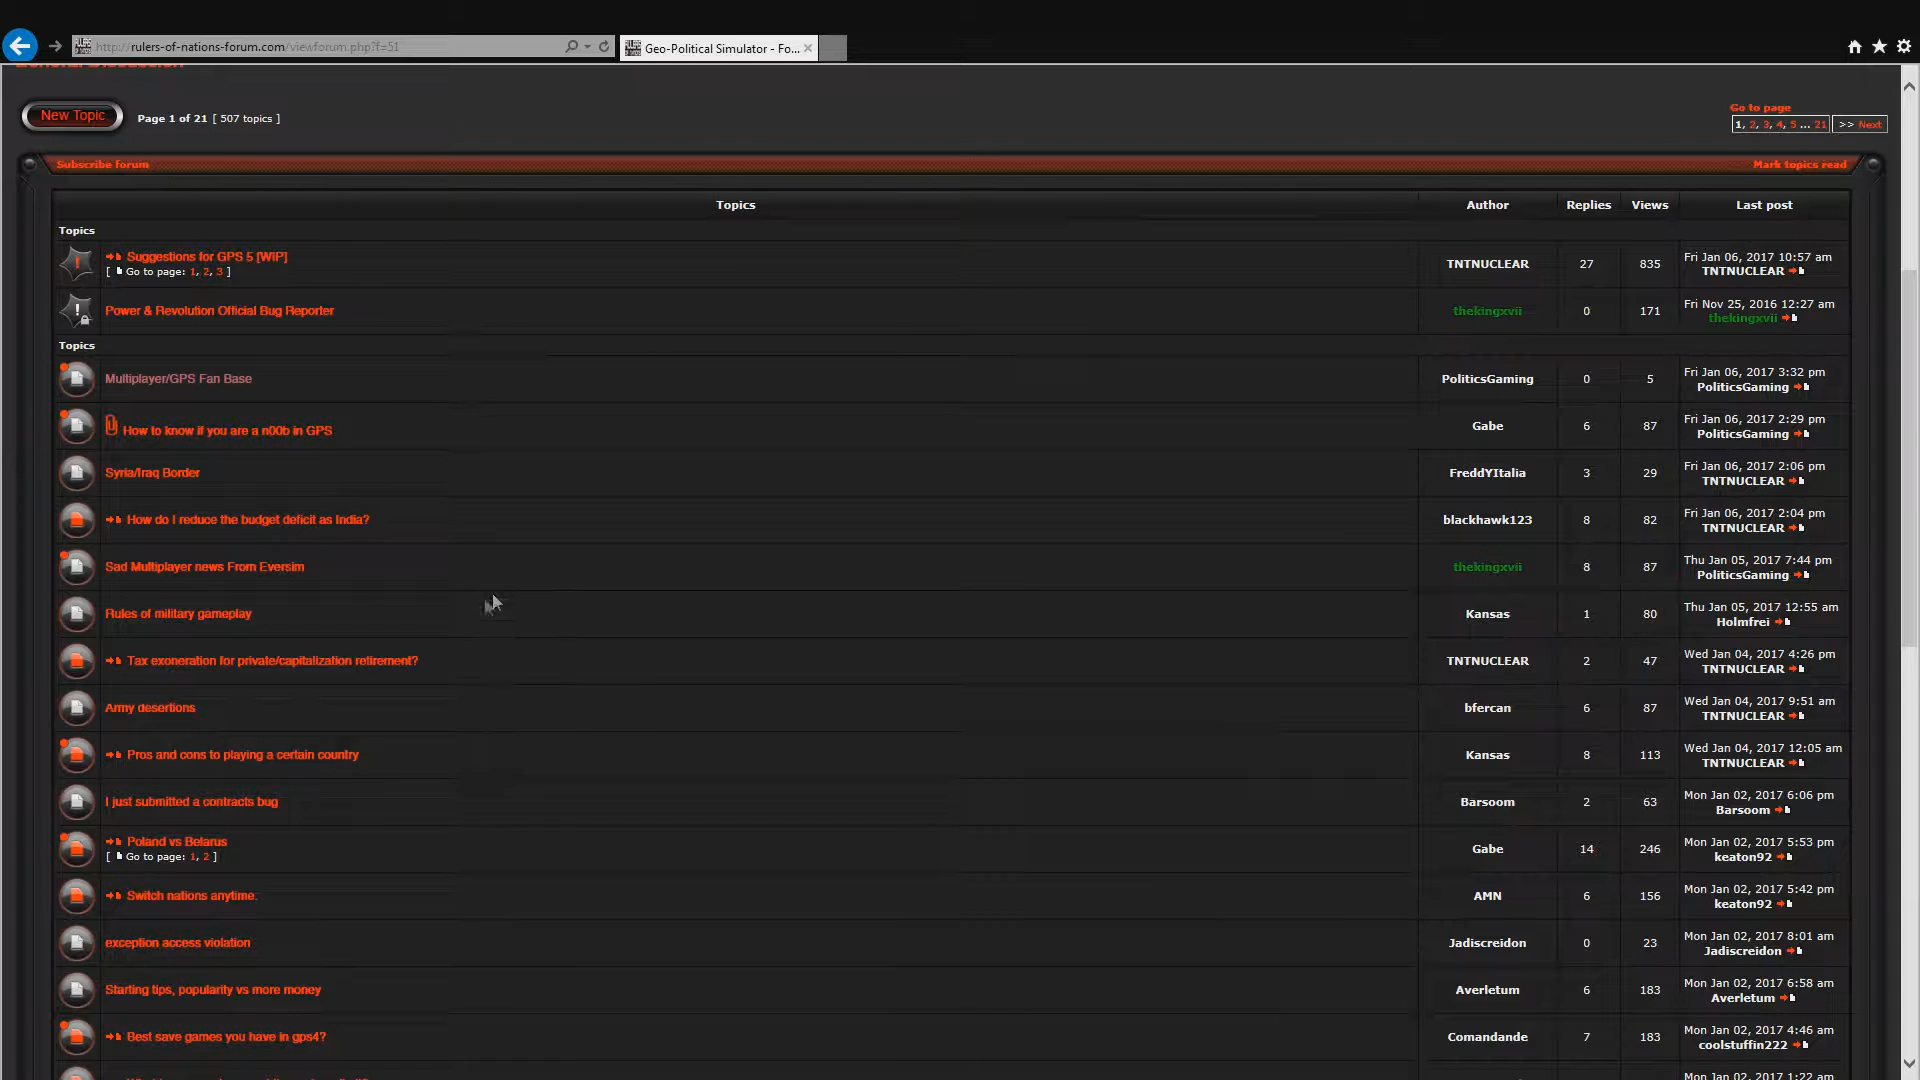 http://rulers-of-nations-forum.com/viewforum.php?f=51
Geo-Political Simulator - Fo...
General Discussion
New Topic
Page 1 of 21 [ 507 topics ]
Go to page
1, 2, 3, 4, 5 ... 21 >> Next
Subscribe forum
Mark topics read
Topics Author Replies Views Last post
Topics
Suggestions for GPS 5 [WIP]
[ Go to page: 1, 2, 3 ]
TNTNUCLEAR 27 835
Fri Jan 06, 2017 10:57 am
TNTNUCLEAR
Power & Revolution Official Bug Reporter
thekingxvii 0 171
Fri Nov 25, 2016 12:27 am
thekingxvii
Topics
Multiplayer/GPS Fan Base
PoliticsGaming 0 5
Fri Jan 06, 2017 3:32 pm
PoliticsGaming
How to know if you are a n00b in GPS
Gabe 6 87
Fri Jan 06, 2017 2:29 pm
PoliticsGaming
Syria/Iraq Border
FreddYItalia 3 29
Fri Jan 06, 2017 2:06 pm
TNTNUCLEAR
How do I reduce the budget deficit as India?
blackhawk123 8 82
Fri Jan 06, 2017 2:04 pm
TNTNUCLEAR
Sad Multiplayer news From Eversim
thekingxvii 8 87
Thu Jan 05, 2017 7:44 pm
PoliticsGaming
Rules of military gameplay
Kansas 1 80
Thu Jan 05, 2017 12:55 am
Holmfrei
Tax exoneration for private/capitalization retirement?
TNTNUCLEAR 2 47
Wed Jan 04, 2017 4:26 pm
TNTNUCLEAR
Army desertions
bfercan 6 87
Wed Jan 04, 2017 9:51 am
TNTNUCLEAR
Pros and cons to playing a certain country
Kansas 8 113
Wed Jan 04, 2017 12:05 am
TNTNUCLEAR
I just submitted a contracts bug
Barsoom 2 63
Mon Jan 02, 2017 6:06 pm
Barsoom
Poland vs Belarus
[ Go to page: 1, 2 ]
Gabe 14 246
Mon Jan 02, 2017 5:53 pm
keaton92
Switch nations anytime.
AMN 6 156
Mon Jan 02, 2017 5:42 pm
keaton92
exception access violation
Jadiscreidon 0 23
Mon Jan 02, 2017 8:01 am
Jadiscreidon
Starting tips, popularity vs more money
Averletum 6 183
Mon Jan 02, 2017 6:58 am
Averletum
Best save games you have in gps4?
Comandande 7 183
Mon Jan 02, 2017 4:46 am
coolstuffin222
Mon Jan 02, 2017 1:22 am